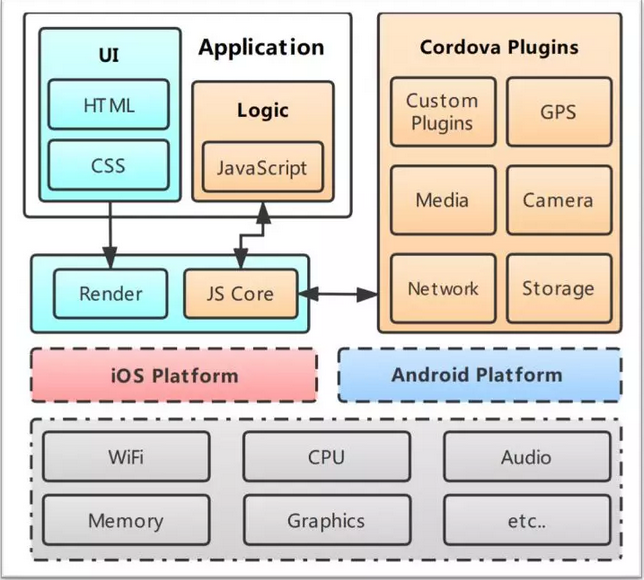 Application
UI
HTML
CSS
Logic
JavaScript
Cordova Plugins
Custom
Plugins
GPS
Media
Camera
Network
Storage
Render
JS Core
iOS Platform
Android Platform
WiFi
CPU
Audio
Memory
Graphics
etc..